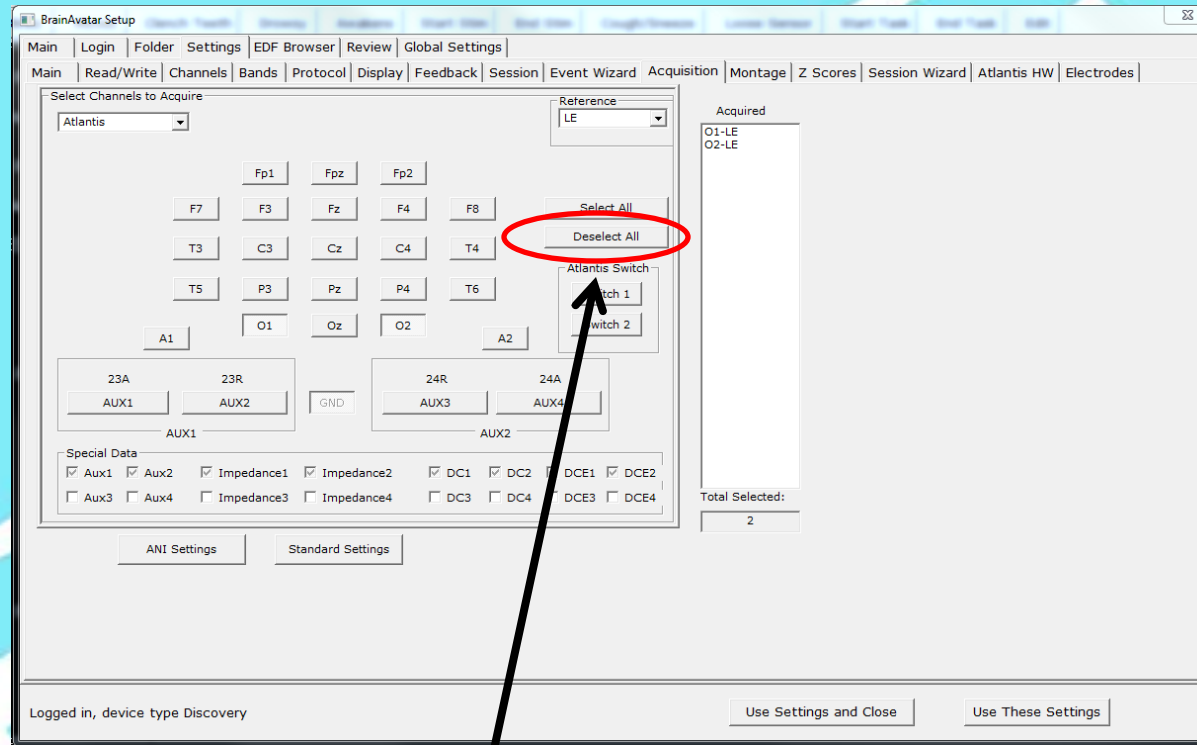 BrainAvatar Setup
Main Login Folder Settings EDF Browser Review Global Settings
Main Read/Write Channels Bands Protocol Display Feedback Session Event Wizard Acquisition Montage Z Scores Session Wizard Atlantis HW Electrodes
Select Channels to Acquire
Reference
Atlantis
LE
Acquired
O1-LE
O2-LE
Fp1 Fpz Fp2
F7 F3 Fz F4 F8
Select All
T3 C3 Cz C4 T4
Deselect All
Atlantis Switch
T5 P3 Pz P4 T6
O1 Oz O2
Switch 2
A1 A2
23A 23R 24R 24A
AUX1 AUX2 GND AUX3 AUX4
AUX1 AUX2
Special Data
Aux1 Aux2 Impedance1 Impedance2 DC1 DC2 DCE1 DCE2
Aux3 Aux4 Impedance3 Impedance4 DC3 DC4 DCE3 DCE4
Total Selected:
2
ANI Settings Standard Settings
Logged in, device type Discovery
Use Settings and Close Use These Settings